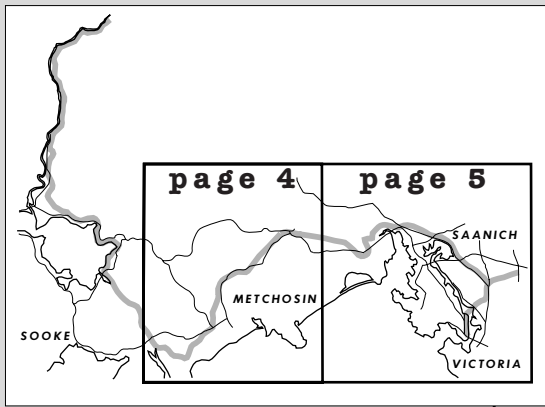 page 4
page 5
SAANICH
METCHOSIN
SOOKE
VICTORIA